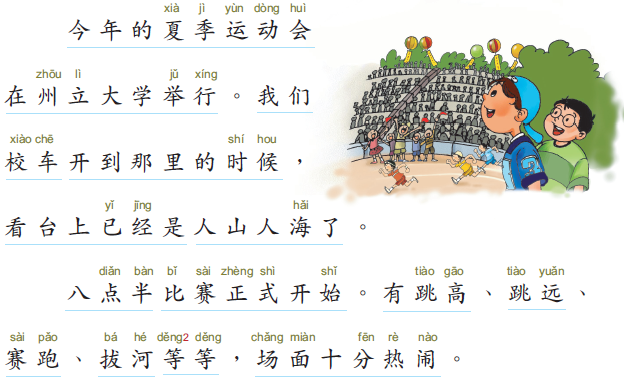 xià jì yùn dòng huì
今年的夏季运动会
zhōu lì jǔ xíng
在州立大学举行。我们
xiào chē shí hou
校车开到那里的时候，
yǐ jīng hǎi
看台上已经是人山人海了。
diǎn bàn bǐ sài zhèng shì shǐ tiào gāo tiào yuǎn
八点半比赛正式开始。有跳高、跳远、
sài pǎo bá hé děng2 děng chǎng miàn fēn rè nào
赛跑、拔河等等，场面十分热闹。